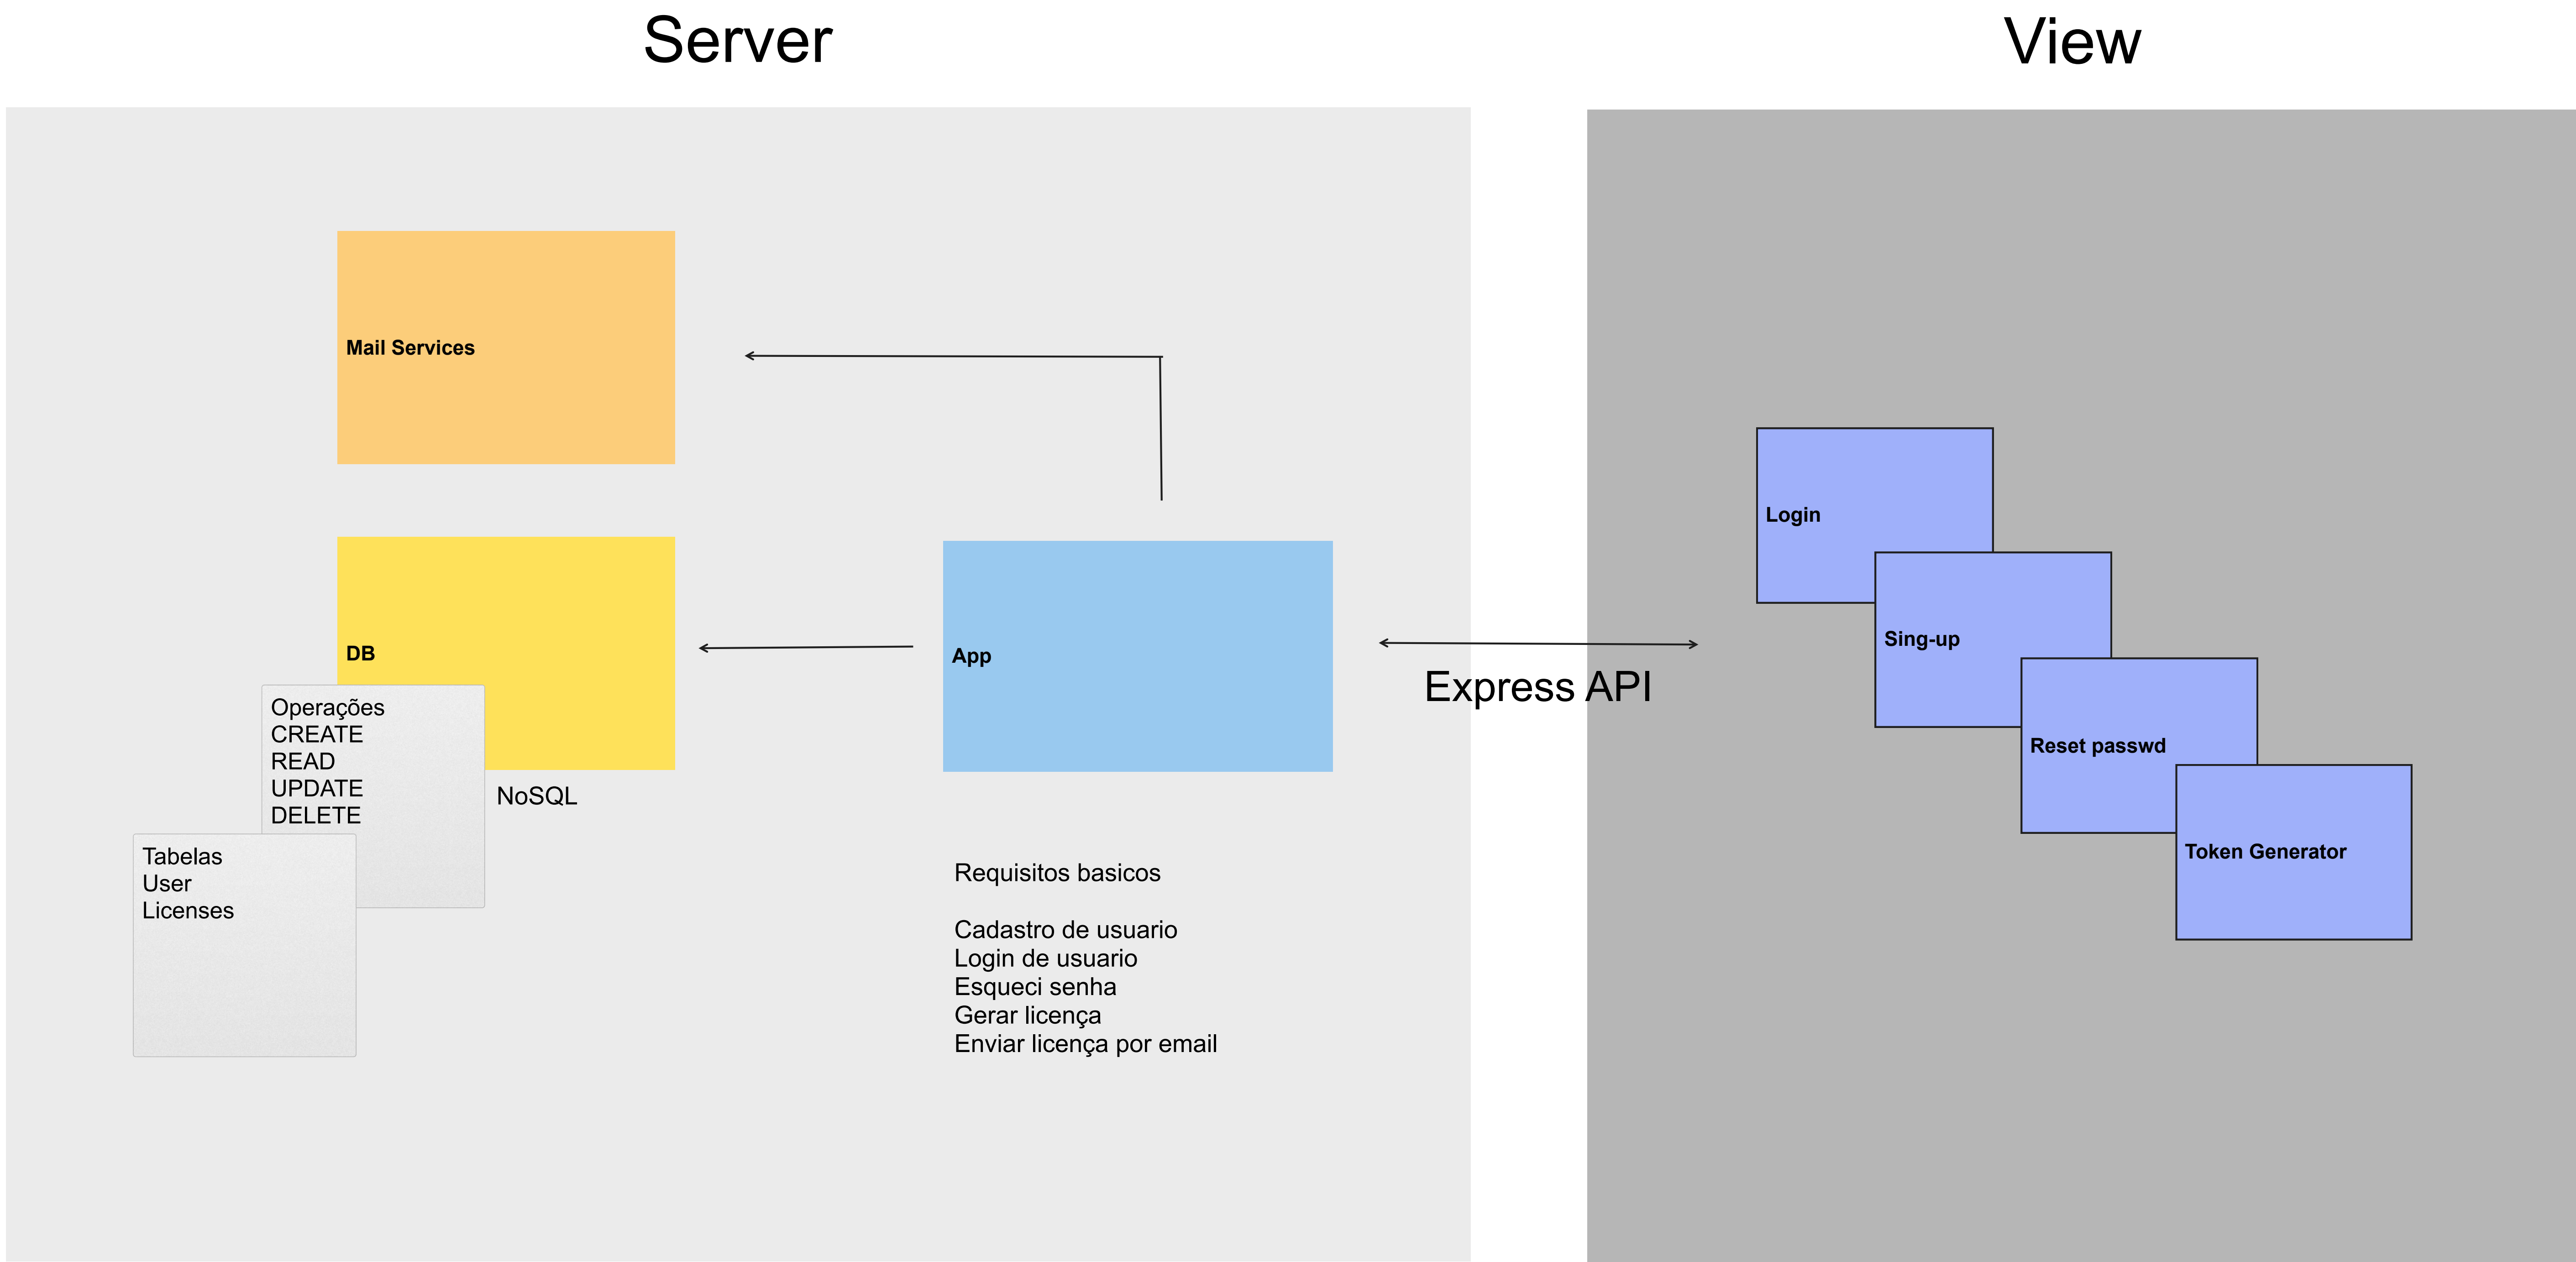 Server
View
Mail Services
DB
Operações
CREATE
READ
UPDATE
DELETE
NoSQL
Tabelas
User
Licenses
App
Requisitos basicos
Cadastro de usuario
Login de usuario
Esqueci senha
Gerar licença
Enviar licença por email
Express API
Login
Sing-up
Reset passwd
Token Generator